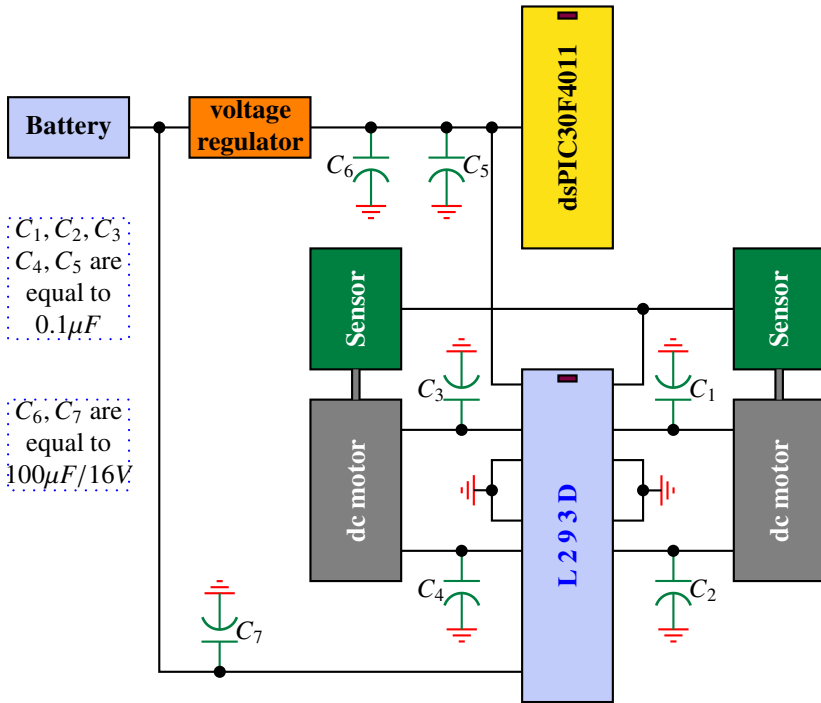 dsPIC30F4011
Battery
voltage
regulator
C₆
C₅
C₁, C₂, C₃
C₄, C₅ are
equal to
0.1μF
Sensor
Sensor
C₃
C₁
C₆, C₇ are
equal to
100μF/16V
dc motor
L293D
dc motor
C₄
C₂
C₇